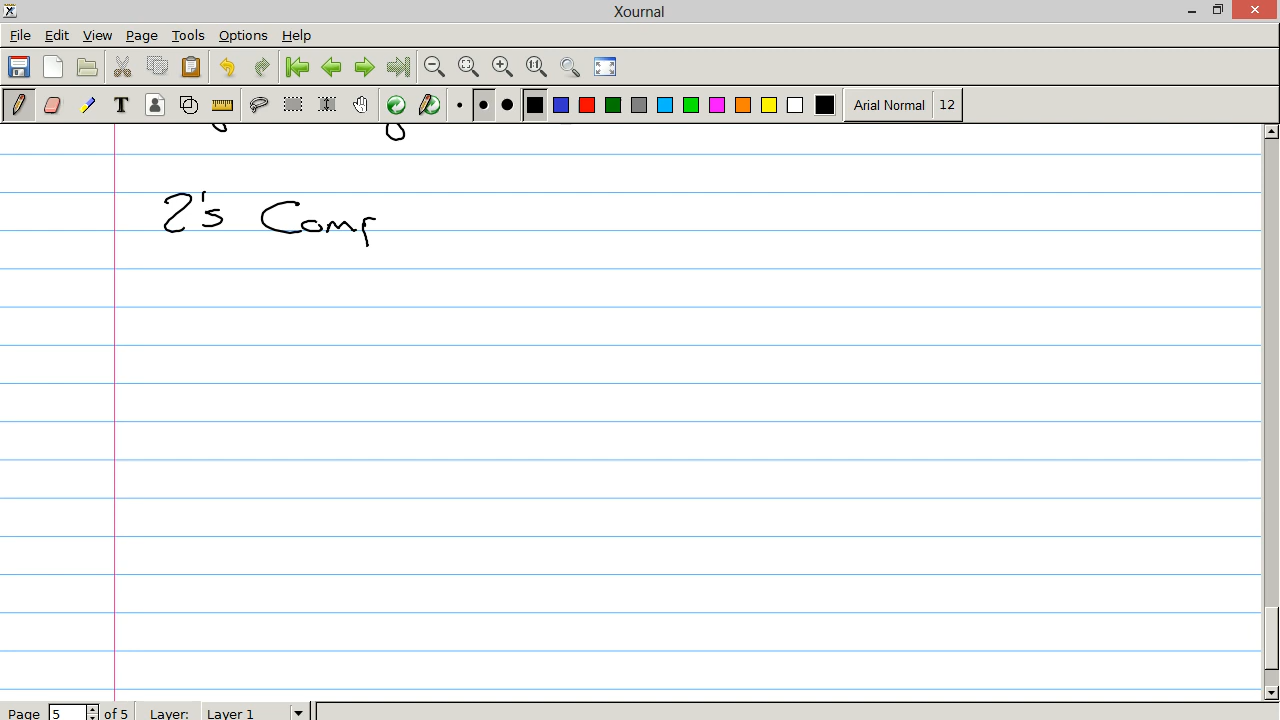 Xournal
File Edit View Page Tools Options Help
T Arial Normal 12
2's Comp
Page 5 of 5 Layer: Layer 1